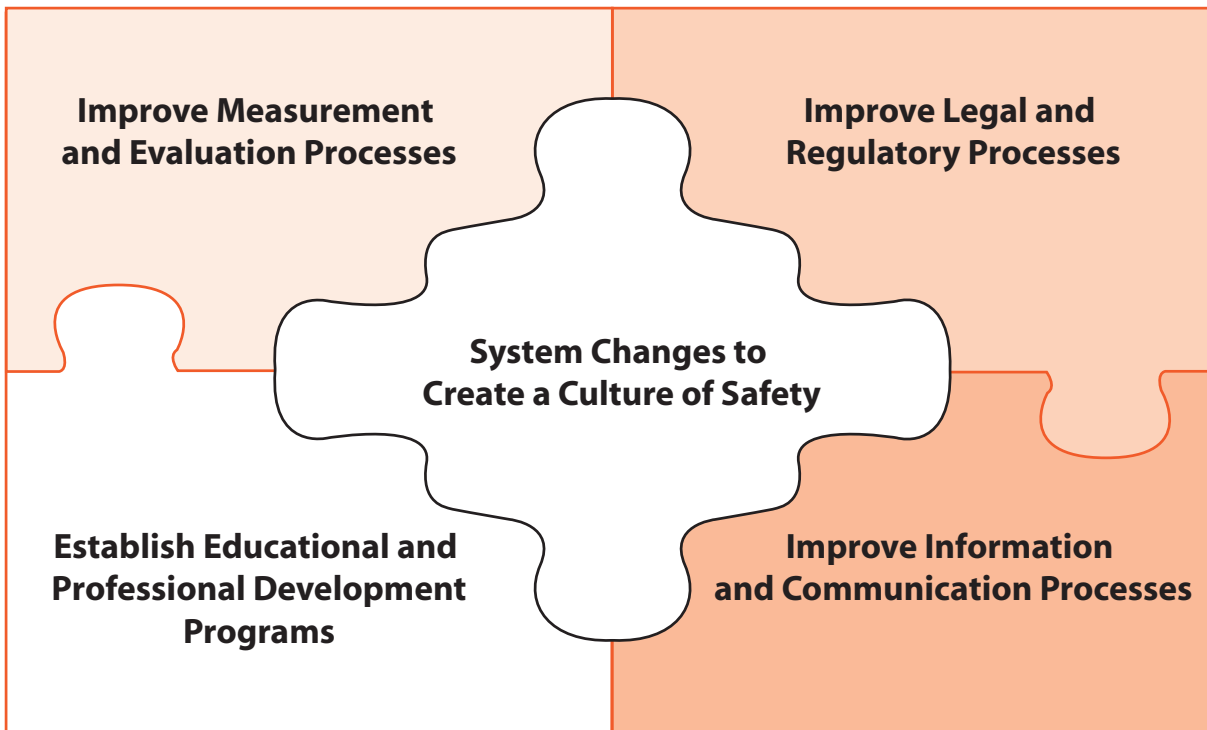 Improve Measurement
and Evaluation Processes
Improve Legal and
Regulatory Processes
System Changes to
Create a Culture of Safety
Establish Educational and
Professional Development
Programs
Improve Information
and Communication Processes